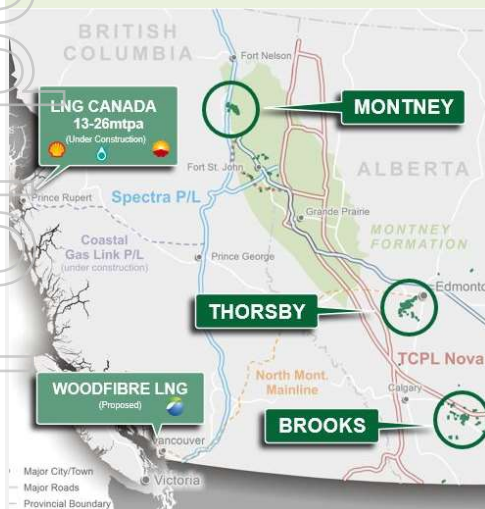 BRITISH
COLUMBIA
Fort Nelson
LNG CANADA
13-26mtpa
(Under Construction)
MONTNEY
Fort St. John
ALBERTA
Prince Rupert
Spectra P/L
Grande Prairie
MONTNEY
FORMATION
Coastal
Gas Link P/L
(under construction)
Prince George
Edmonto
THORSBY
TCPL Nova
WOODFIBRE LNG
(Proposed)
North Mont.
Mainline
Calgary
BROOKS
Vancouver
Victoria
Major City/Town
Major Roads
Provincial Boundary